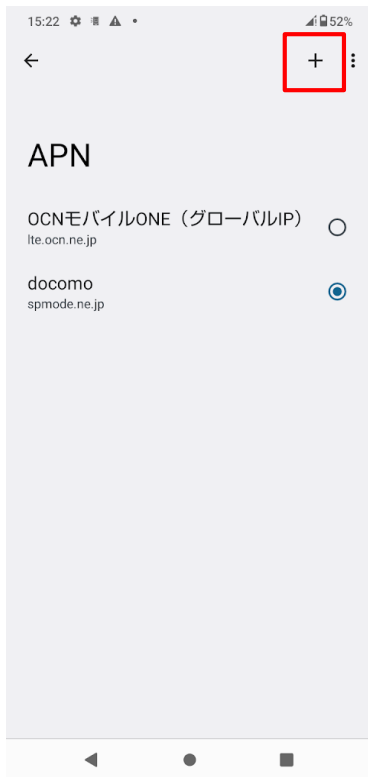 15:22
52%
APN
OCNモバイルONE（グローバルIP）
lte.ocn.ne.jp
docomo
spmode.ne.jp